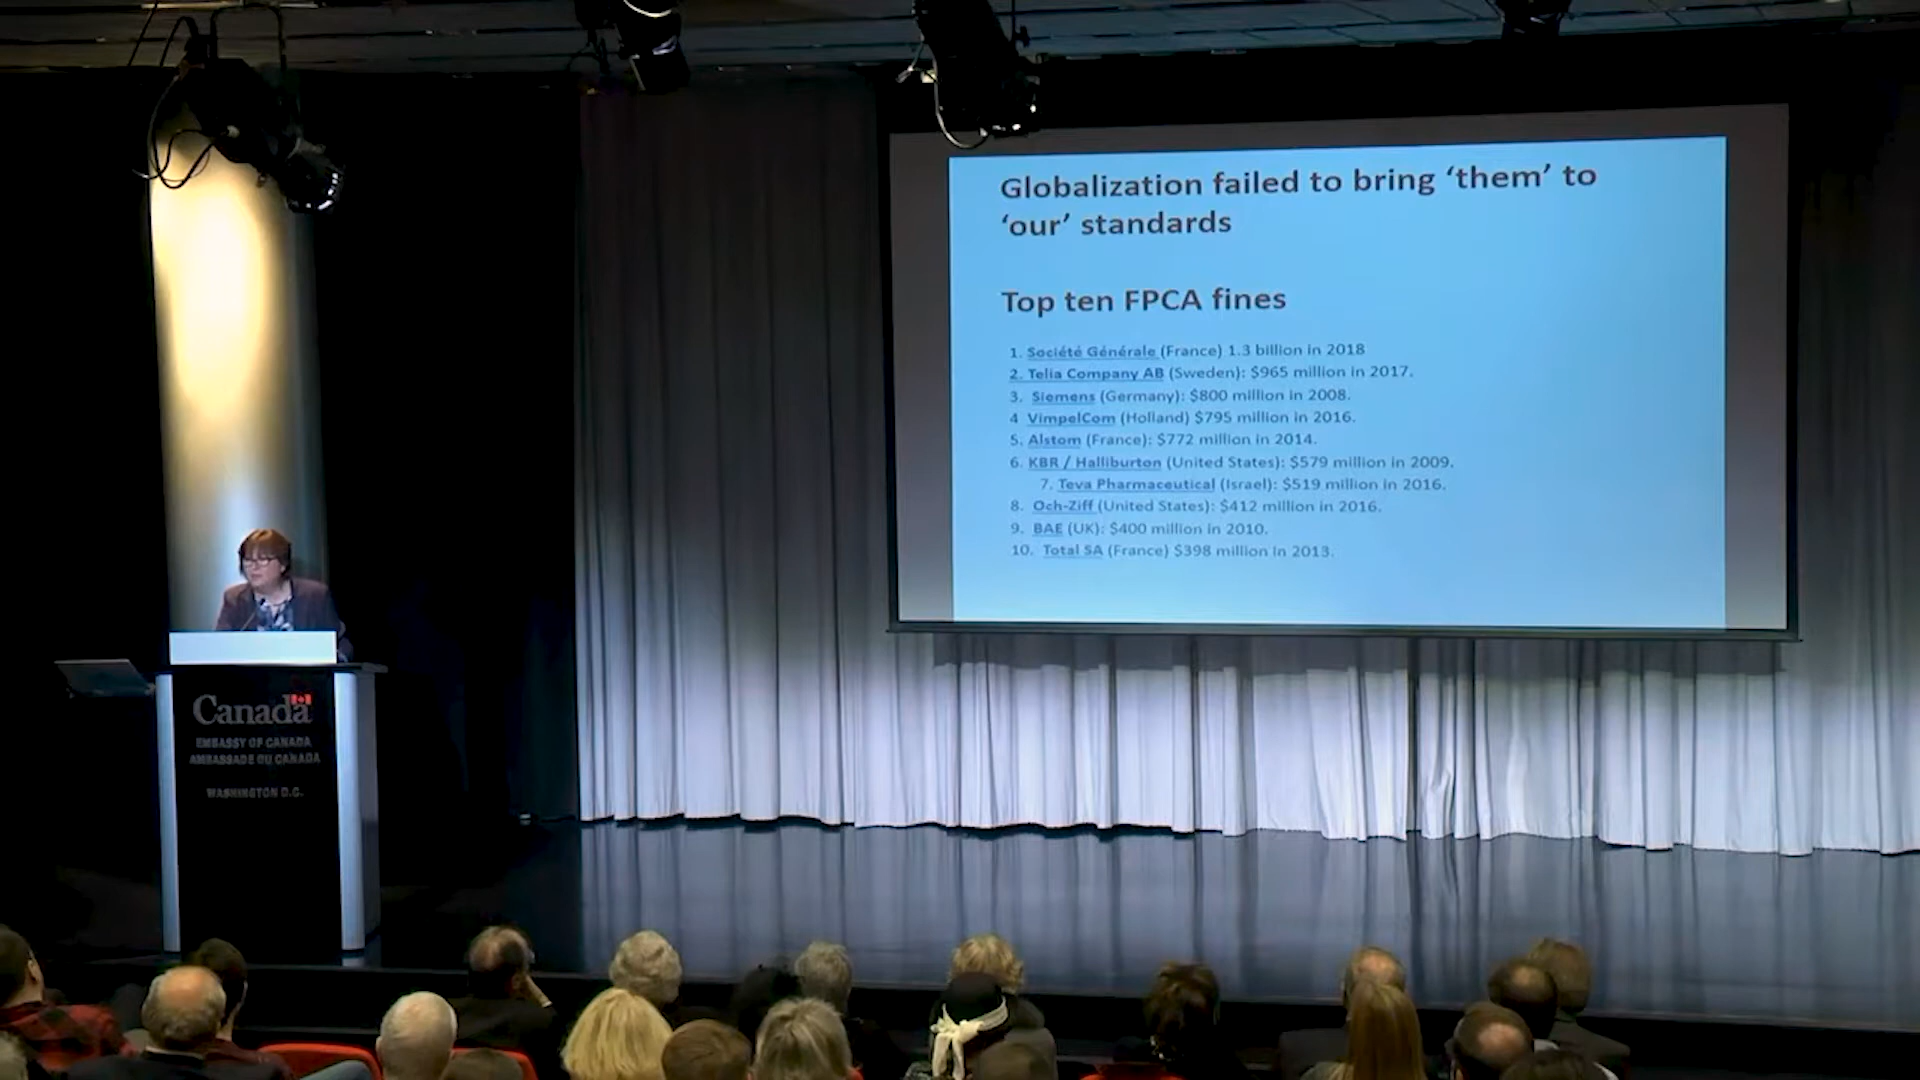 Globalization failed to bring ‘them’ to
‘our’ standards
Top ten FPCA fines
1. Société Générale (France) 1.3 billion in 2018
2. Telia Company AB (Sweden): $965 million in 2017.
3. Siemens (Germany): $800 million in 2008.
4 VimpelCom (Holland) $795 million in 2016.
5. Alstom (France): $772 million in 2014.
6. KBR / Halliburton (United States): $579 million in 2009.
7. Teva Pharmaceutical (Israel): $519 million in 2016.
8. Och-Ziff (United States): $412 million in 2016.
9. BAE (UK): $400 million in 2010.
10. Total SA (France) $398 million in 2013.
Canada
EMBASSY OF CANADA
AMBASSADE DU CANADA
WASHINGTON D.C.